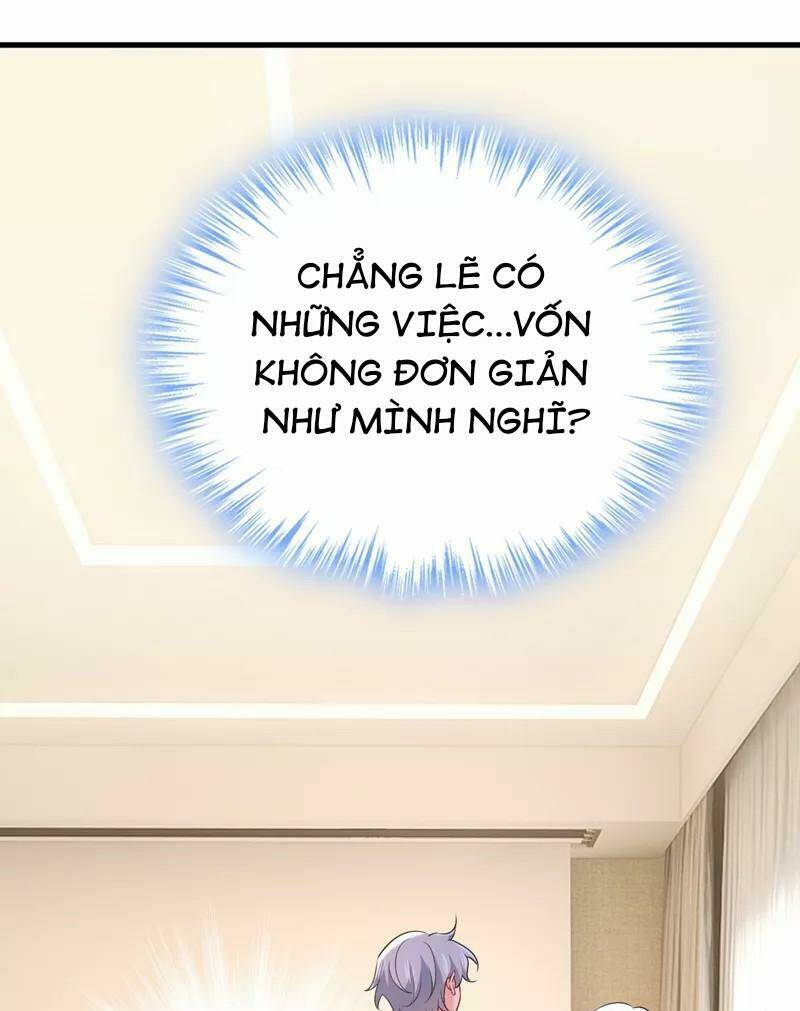 CHẲNG LẼ CÓ
NHỮNG VIỆC...VỐN
KHÔNG ĐƠN GIẢN
NHƯ MÌNH NGHĨ?